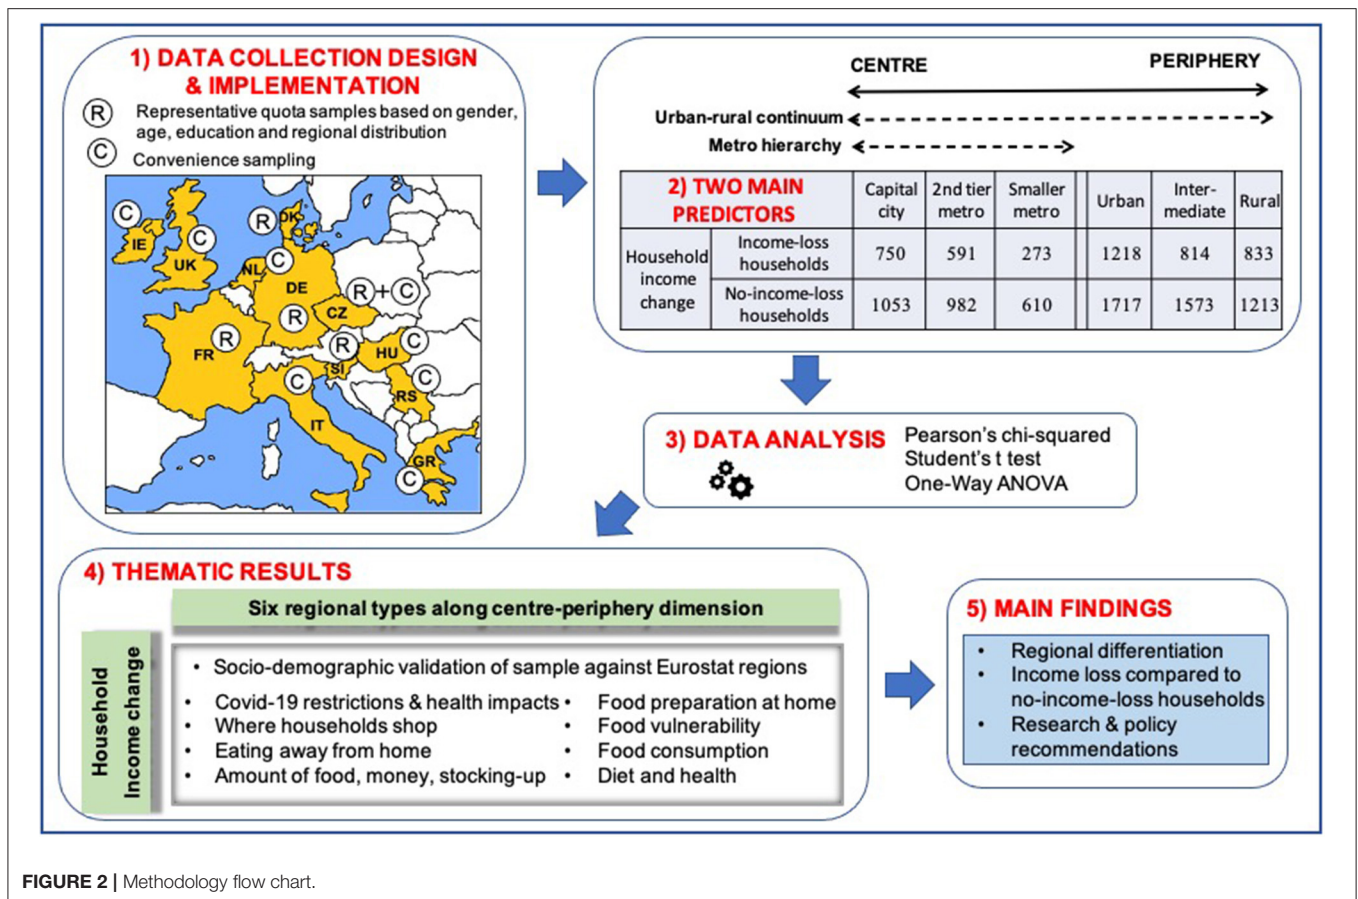 1) DATA COLLECTION DESIGN
& IMPLEMENTATION
R Representative quota samples based on gender,
age, education and regional distribution
C Convenience sampling
C
IE
C
UK
R
DK
C
NL
DE
R
R + C
CZ
R
FR
R
SI
HU
C
C
C
RS
IT
GR
C
CENTRE
PERIPHERY
Urban-rural continuum
Metro hierarchy
2) TWO MAIN
PREDICTORS
Capital
city
2nd tier
metro
Smaller
metro
Urban
Inter-
mediate
Rural
Household
income
change
Income-loss
households
750 591 273 1218 814 833
No-income-loss
households
1053 982 610 1717 1573 1213
3) DATA ANALYSIS
Pearson's chi-squared
Student's t test
One-Way ANOVA
4) THEMATIC RESULTS
Six regional types along centre-periphery dimension
Household
Income change
• Socio-demographic validation of sample against Eurostat regions
• Covid-19 restrictions & health impacts
• Where households shop
• Eating away from home
• Amount of food, money, stocking-up
• Food preparation at home
• Food vulnerability
• Food consumption
• Diet and health
5) MAIN FINDINGS
• Regional differentiation
• Income loss compared to
no-income-loss households
• Research & policy
recommendations
FIGURE 2 | Methodology flow chart.